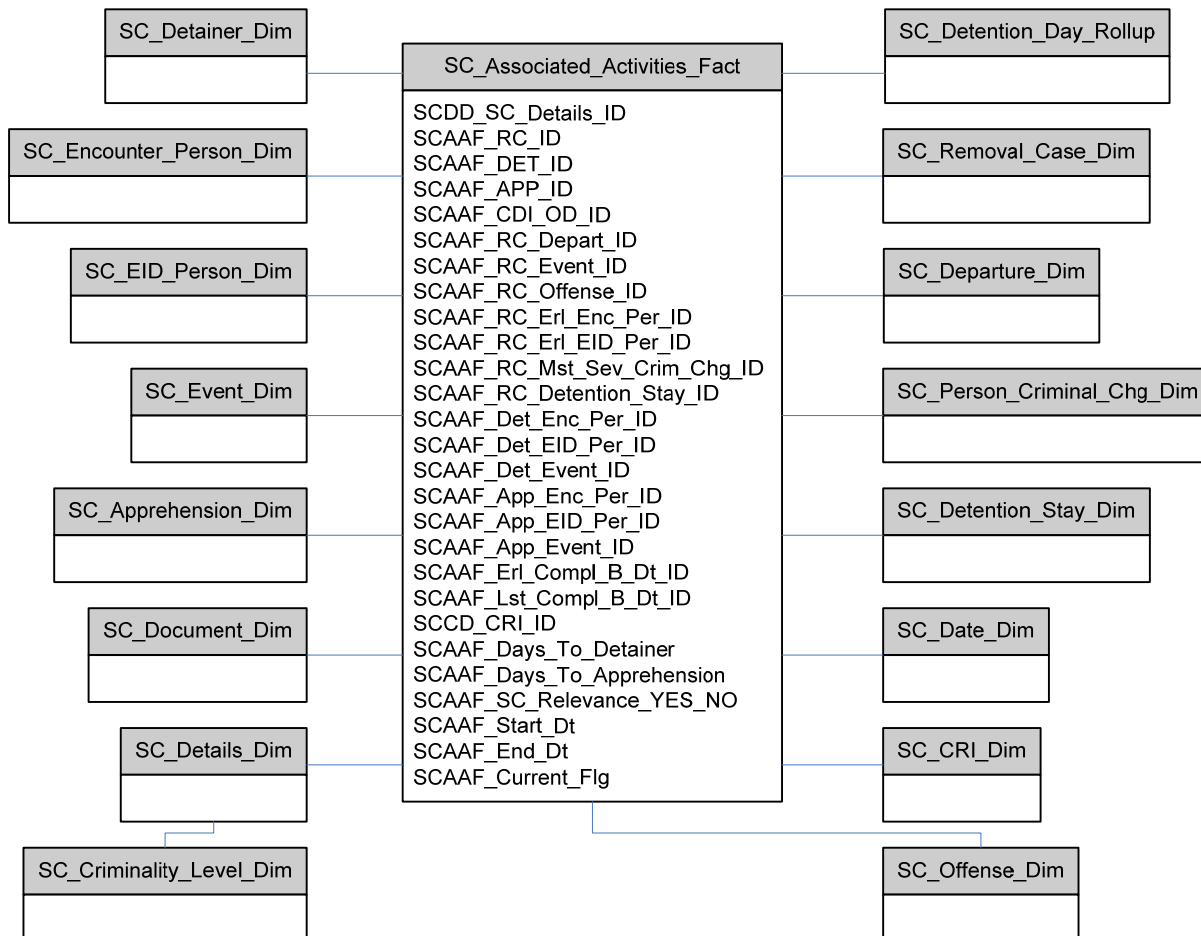 SC_Detainer_Dim
SC_Encounter_Person_Dim
SC_EID_Person_Dim
SC_Event_Dim
SC_Apprehension_Dim
SC_Document_Dim
SC_Details_Dim
SC_Criminality_Level_Dim
SC_Associated_Activities_Fact
SCDD_SC_Details_ID
SCAAF_RC_ID
SCAAF_DET_ID
SCAAF_APP_ID
SCAAF_CDI_OD_ID
SCAAF_RC_Depart_ID
SCAAF_RC_Event_ID
SCAAF_RC_Offense_ID
SCAAF_RC_Erl_Enc_Per_ID
SCAAF_RC_Erl_EID_Per_ID
SCAAF_RC_Mst_Sev_Crim_Chg_ID
SCAAF_RC_Detention_Stay_ID
SCAAF_Det_Enc_Per_ID
SCAAF_Det_EID_Per_ID
SCAAF_Det_Event_ID
SCAAF_App_Enc_Per_ID
SCAAF_App_EID_Per_ID
SCAAF_App_Event_ID
SCAAF_Erl_Compl_B_Dt_ID
SCAAF_Lst_Compl_B_Dt_ID
SCCD_CRI_ID
SCAAF_Days_To_Detainer
SCAAF_Days_To_Apprehension
SCAAF_SC_Relevance_YES_NO
SCAAF_Start_Dt
SCAAF_End_Dt
SCAAF_Current_Flg
SC_Detention_Day_Rollup
SC_Removal_Case_Dim
SC_Departure_Dim
SC_Person_Criminal_Chg_Dim
SC_Detention_Stay_Dim
SC_Date_Dim
SC_CRI_Dim
SC_Offense_Dim